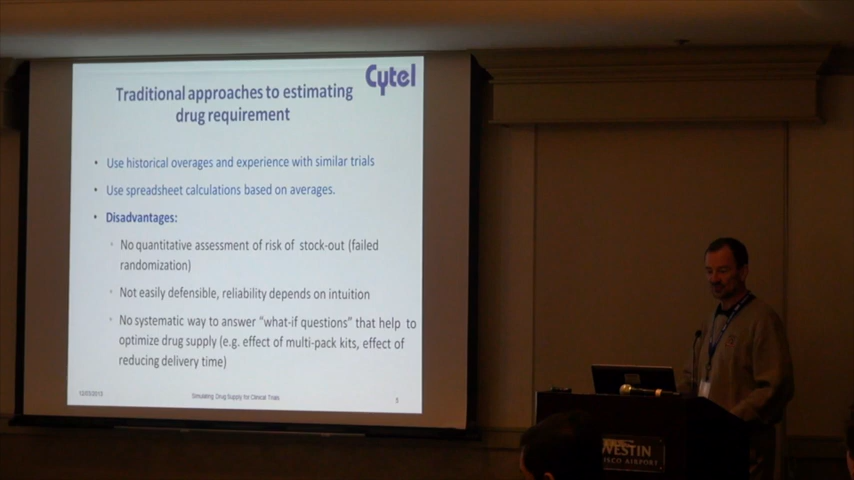 Cytel
Traditional approaches to estimating
drug requirement
• Use historical overages and experience with similar trials
• Use spreadsheet calculations based on averages.
• Disadvantages:
• No quantitative assessment of risk of stock-out (failed
randomization)
• Not easily defensible, reliability depends on intuition
• No systematic way to answer “what-if questions” that help to
optimize drug supply (e.g. effect of multi-pack kits, effect of
reducing delivery time)
Simulating Drug Supply for Clinical Trials
5
WESTIN
AIRPORT